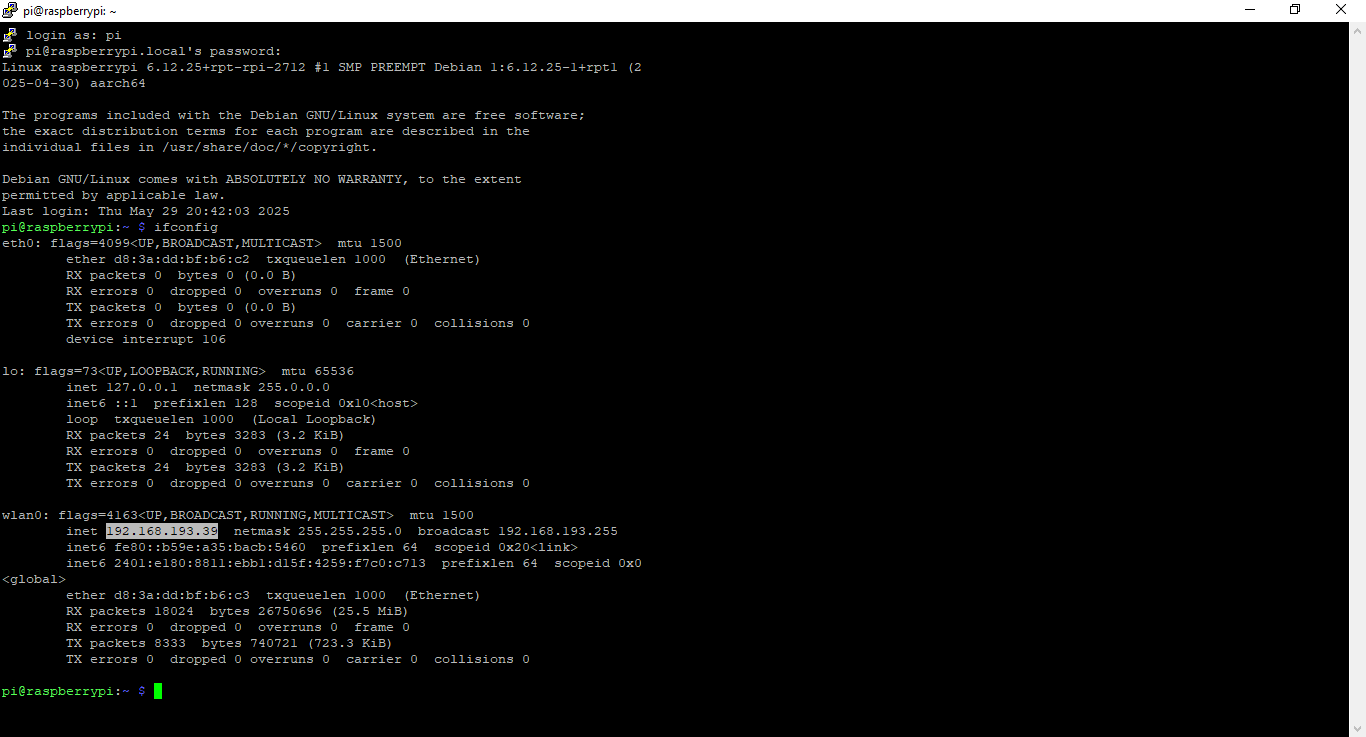 pi@raspberrypi: ~
login as: pi
pi@raspberrypi.local's password:
Linux raspberrypi 6.12.25+rpt-rpi-2712 #1 SMP PREEMPT Debian 1:6.12.25-1+rpt1 (2
025-04-30) aarch64
The programs included with the Debian GNU/Linux system are free software;
the exact distribution terms for each program are described in the
individual files in /usr/share/doc/*/copyright.
Debian GNU/Linux comes with ABSOLUTELY NO WARRANTY, to the extent
permitted by applicable law.
Last login: Thu May 29 20:42:03 2025
pi@raspberrypi:~ $ ifconfig
eth0: flags=4099<UP,BROADCAST,MULTICAST>  mtu 1500
        ether d8:3a:dd:bf:b6:c2  txqueuelen 1000  (Ethernet)
        RX packets 0  bytes 0 (0.0 B)
        RX errors 0  dropped 0  overruns 0  frame 0
        TX packets 0  bytes 0 (0.0 B)
        TX errors 0  dropped 0 overruns 0  carrier 0  collisions 0
        device interrupt 106
lo: flags=73<UP,LOOPBACK,RUNNING>  mtu 65536
        inet 127.0.0.1  netmask 255.0.0.0
        inet6 ::1  prefixlen 128  scopeid 0x10<host>
        loop  txqueuelen 1000  (Local Loopback)
        RX packets 24  bytes 3283 (3.2 KiB)
        RX errors 0  dropped 0  overruns 0  frame 0
        TX packets 24  bytes 3283 (3.2 KiB)
        TX errors 0  dropped 0 overruns 0  carrier 0  collisions 0
wlan0: flags=4163<UP,BROADCAST,RUNNING,MULTICAST>  mtu 1500
        inet 192.168.193.39  netmask 255.255.255.0  broadcast 192.168.193.255
        inet6 fe80::b59e:a35:bacb:5460  prefixlen 64  scopeid 0x20<link>
        inet6 2401:e180:8811:ebb1:d15f:4259:f7c0:c713  prefixlen 64  scopeid 0x0
<global>
        ether d8:3a:dd:bf:b6:c3  txqueuelen 1000  (Ethernet)
        RX packets 18024  bytes 26750696 (25.5 MiB)
        RX errors 0  dropped 0  overruns 0  frame 0
        TX packets 8333  bytes 740721 (723.3 KiB)
        TX errors 0  dropped 0 overruns 0  carrier 0  collisions 0
pi@raspberrypi:~ $